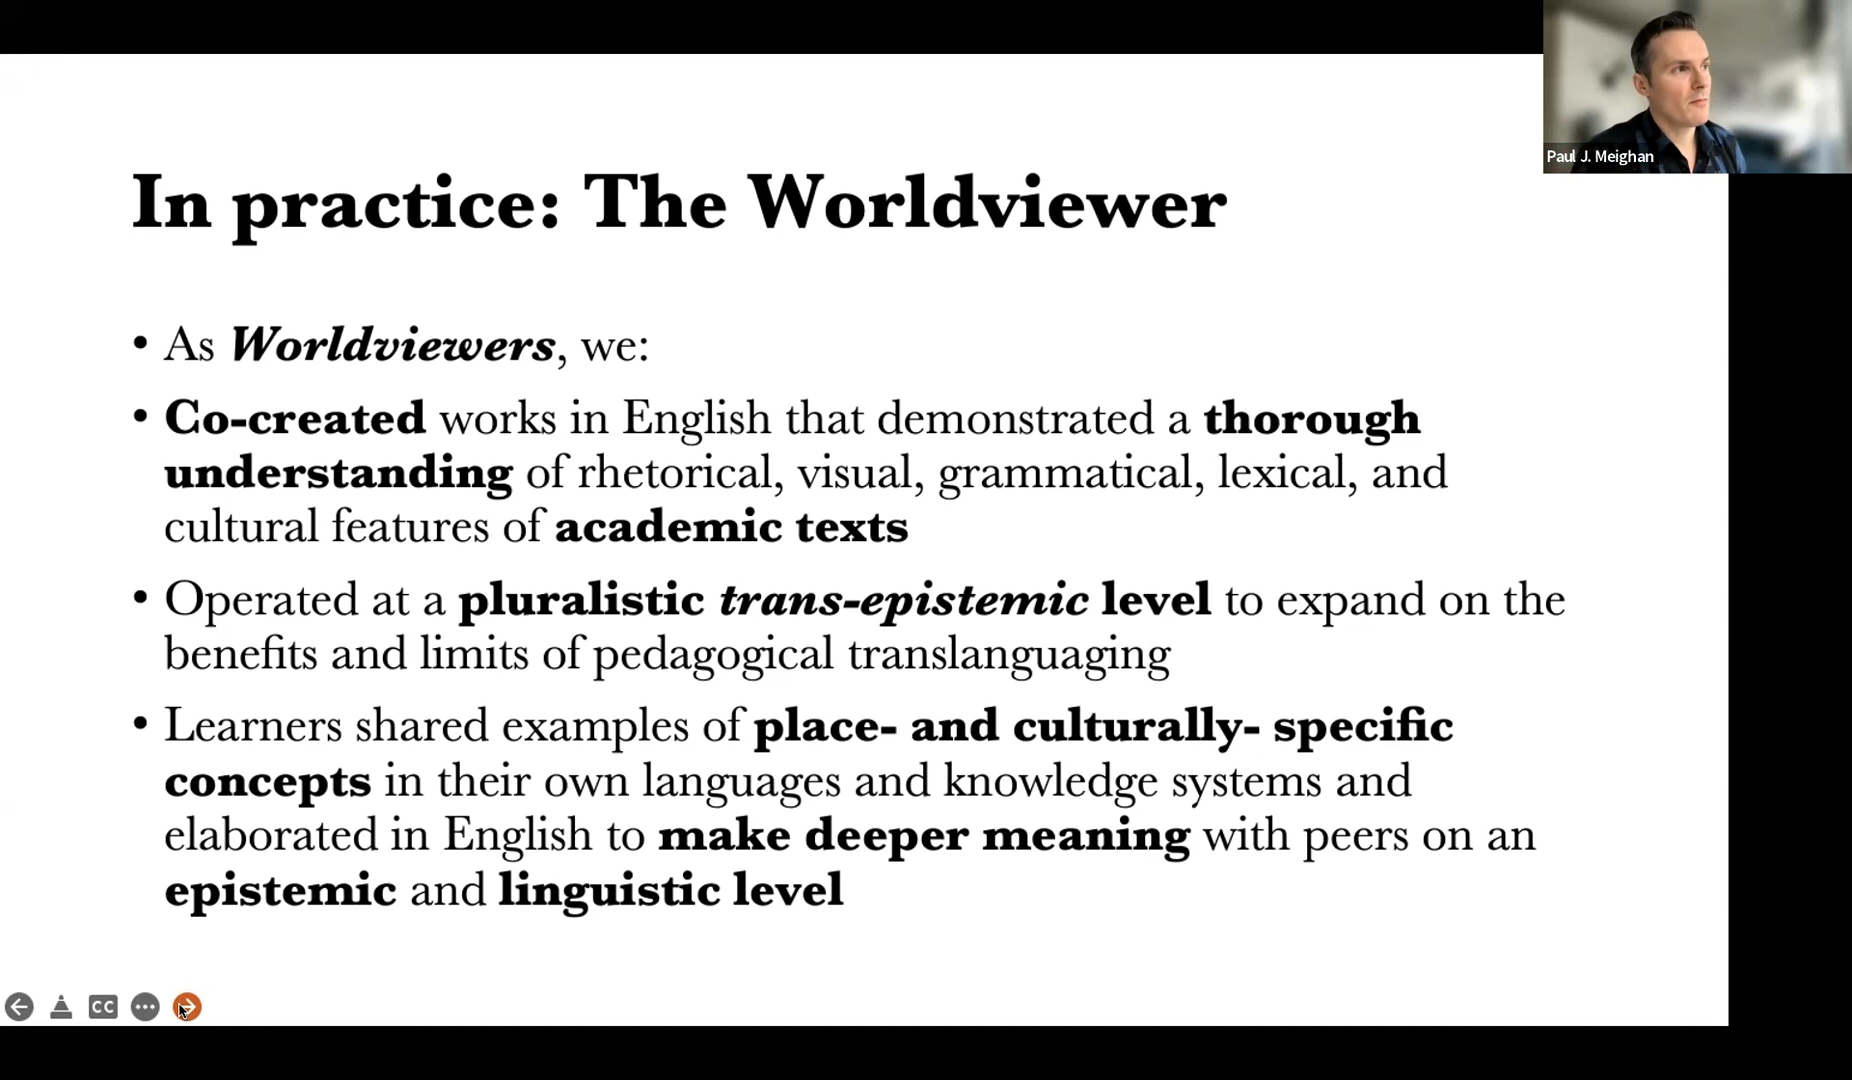 Paul J. Meighan
In practice: The Worldviewer
• As Worldviewers, we:
• Co-created works in English that demonstrated a thorough
understanding of rhetorical, visual, grammatical, lexical, and
cultural features of academic texts
• Operated at a pluralistic trans-epistemic level to expand on the
benefits and limits of pedagogical translanguaging
• Learners shared examples of place- and culturally- specific
concepts in their own languages and knowledge systems and
elaborated in English to make deeper meaning with peers on an
epistemic and linguistic level
CC